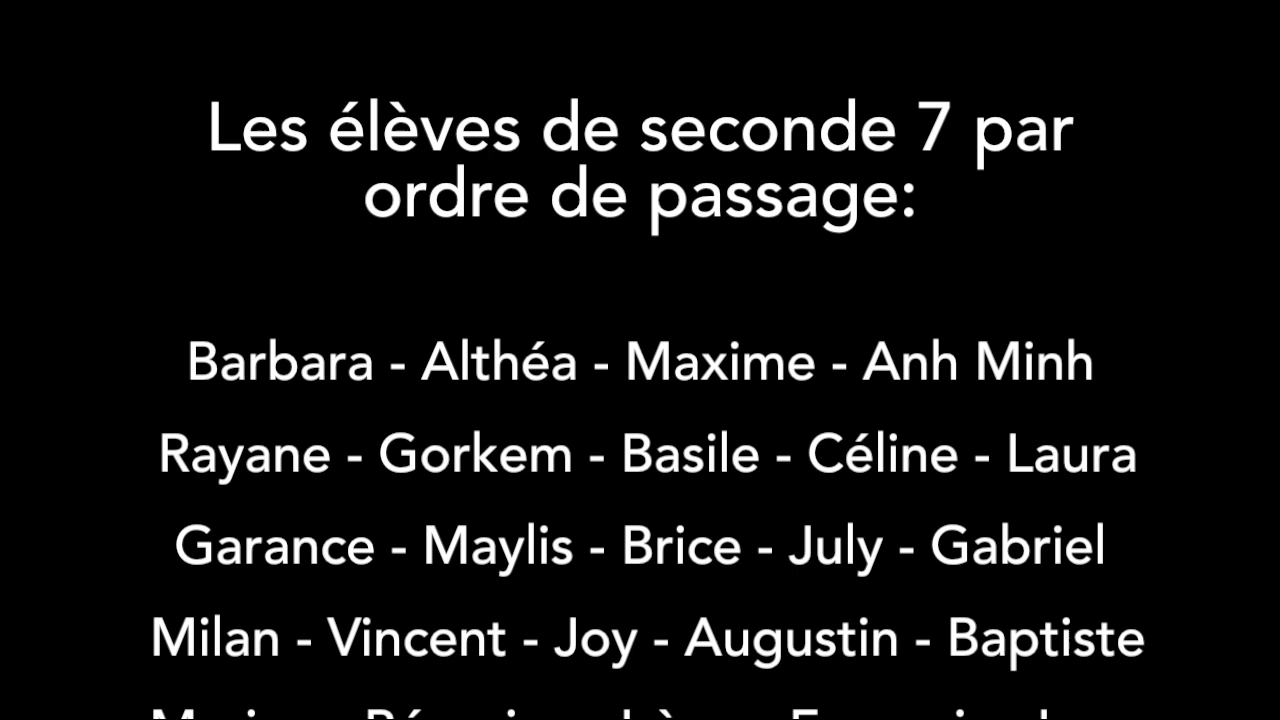 Les élèves de seconde 7 par
ordre de passage:
Barbara - Althéa - Maxime - Anh Minh
Rayane - Gorkem - Basile - Céline - Laura
Garance - Maylis - Brice - July - Gabriel
Milan - Vincent - Joy - Augustin - Baptiste